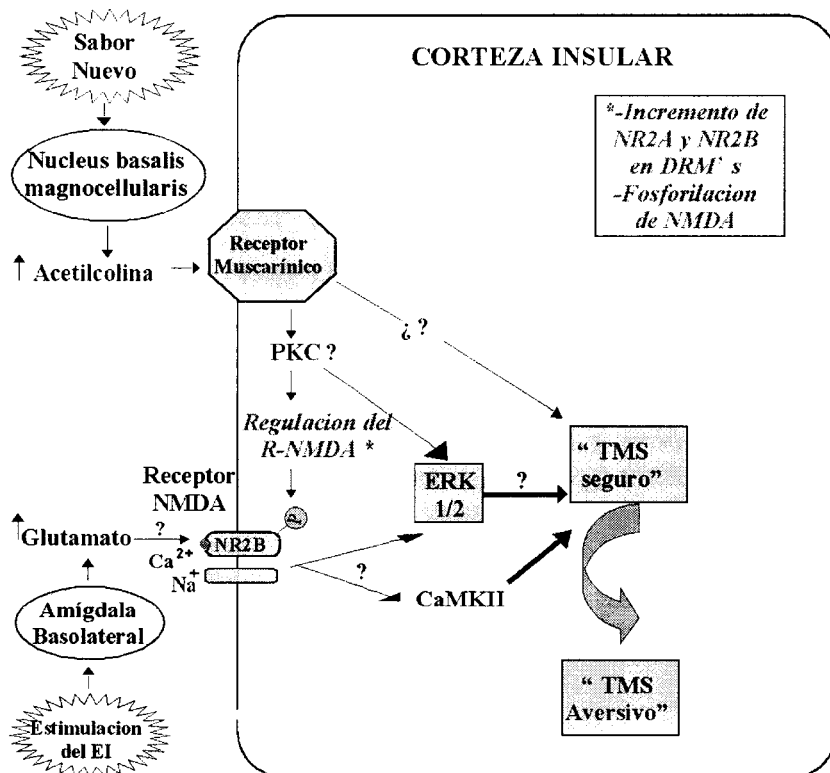 Sabor
Nuevo
CORTEZA INSULAR
*-Incremento de
NR2A y NR2B
en DRM` s
-Fosforilacion
de NMDA
Nucleus basalis
magnocellularis
Acetilcolina
Receptor
Muscarínico
¿ ?
PKC ?
Regulacion del
R-NMDA *
Receptor
NMDA
ERK
1/2
?
“ TMS
seguro”
P
Glutamato
?
NR2B
Ca2+
Na+
?
CaMKII
Amígdala
Basolateral
“ TMS
Aversivo”
Estimulacion
del EI